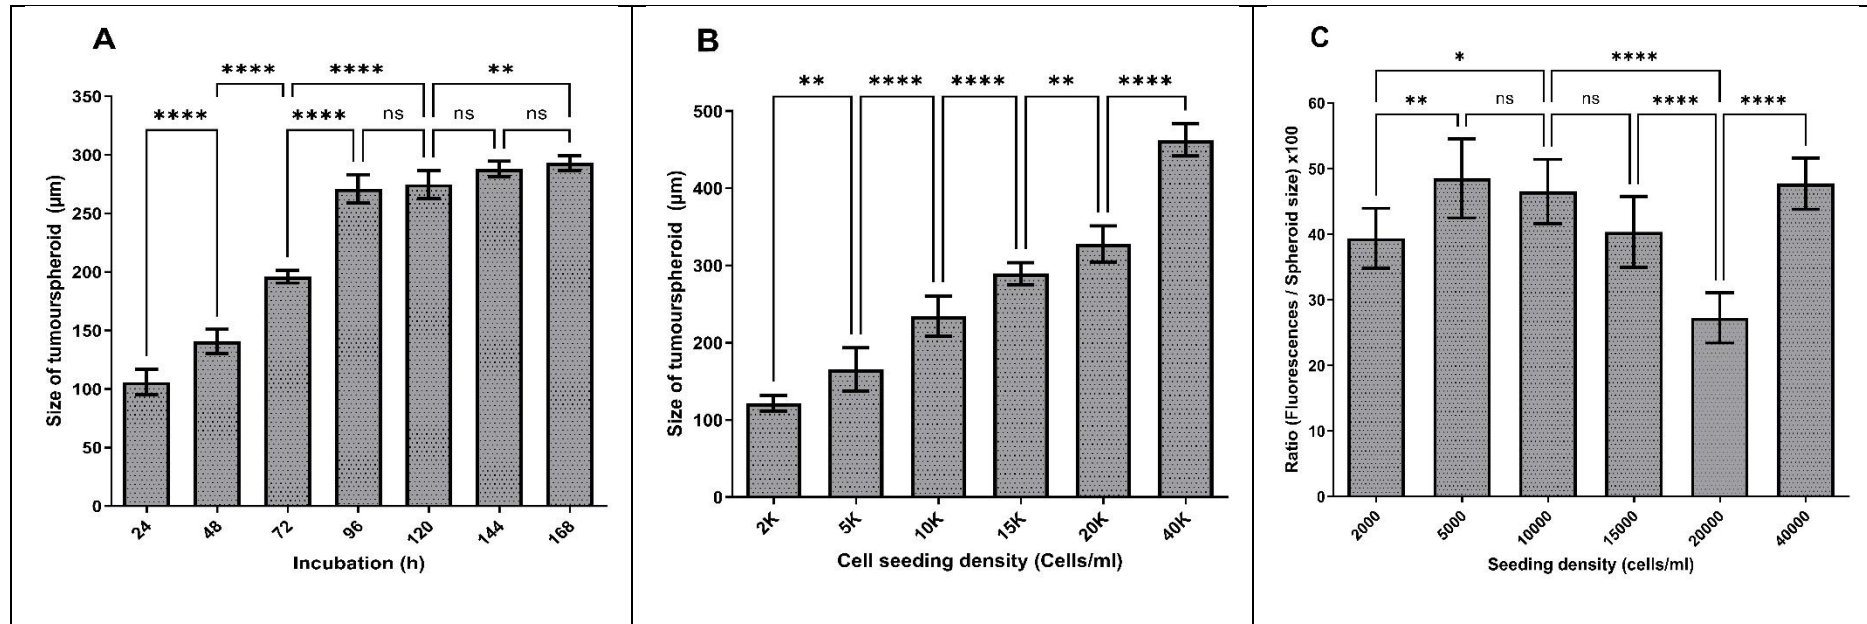 A
**** **** **
**** **** ns ns ns
350
300
250
200
150
100
50
0
Size of tumourspheroid (µm)
24 48 72 96 120 144 168
Incubation (h)
B
** **** **** ** ****
500
400
300
200
100
0
Size of tumourspheroid (µm)
2K 5K 10K 15K 20K 40K
Cell seeding density (Cells/ml)
C
* ****
** ns ns **** ****
60
50
40
30
20
10
0
Ratio (Fluorescences / Spheroid size) x100
2000 5000 10000 15000 20000 40000
Seeding density (cells/ml)